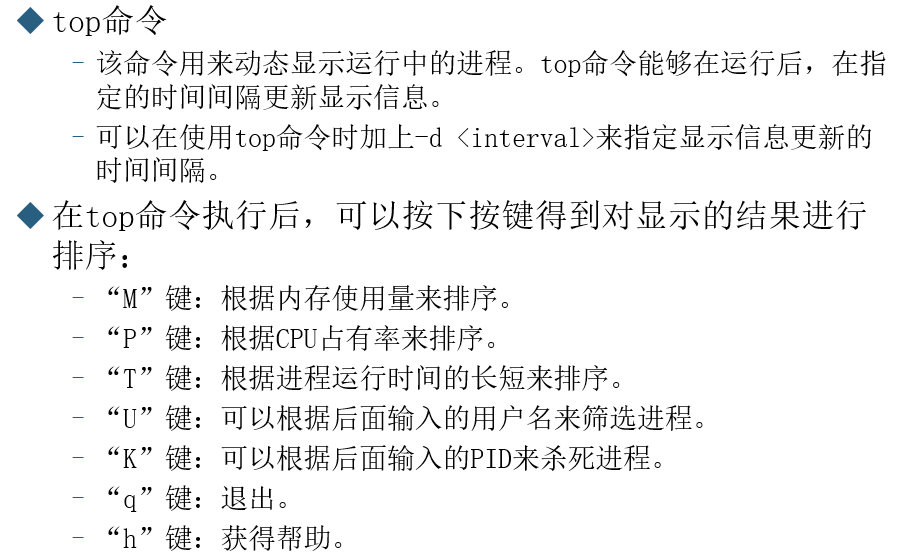 ◆ top命令
– 该命令用来动态显示运行中的进程。top命令能够在运行后，在指
定的时间间隔更新显示信息。
– 可以在使用top命令时加上-d <interval>来指定显示信息更新的
时间间隔。
◆ 在top命令执行后，可以按下按键得到对显示的结果进行
排序：
– “M”键：根据内存使用量来排序。
– “P”键：根据CPU占有率来排序。
– “T”键：根据进程运行时间的长短来排序。
– “U”键：可以根据后面输入的用户名来筛选进程。
– “K”键：可以根据后面输入的PID来杀死进程。
– “q”键：退出。
– “h”键：获得帮助。